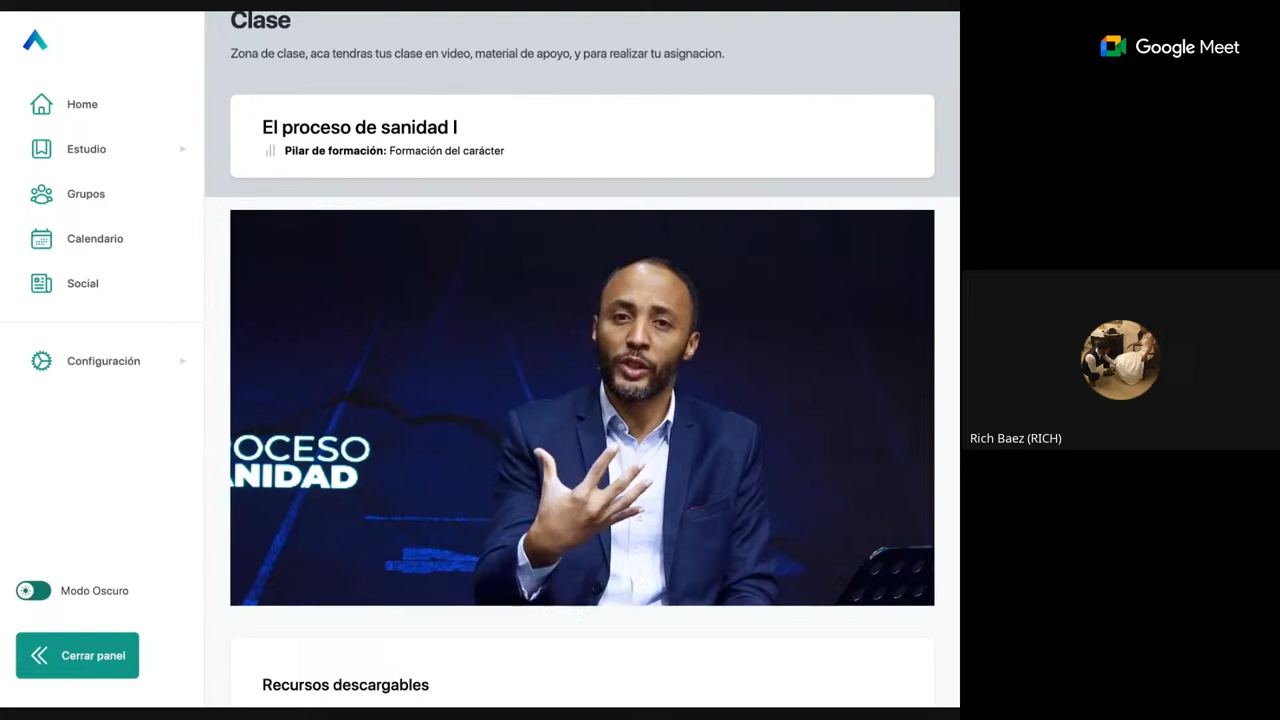 Clase
Zona de clase, aca tendras tus clase en video, material de apoyo, y para realizar tu asignacion.
Google Meet
Home
Estudio
Grupos
Calendario
Social
Configuración
Modo Oscuro
Cerrar panel
El proceso de sanidad I
Pilar de formación: Formación del carácter
ROCESO
ANIDAD
Recursos descargables
Rich Baez (RICH)